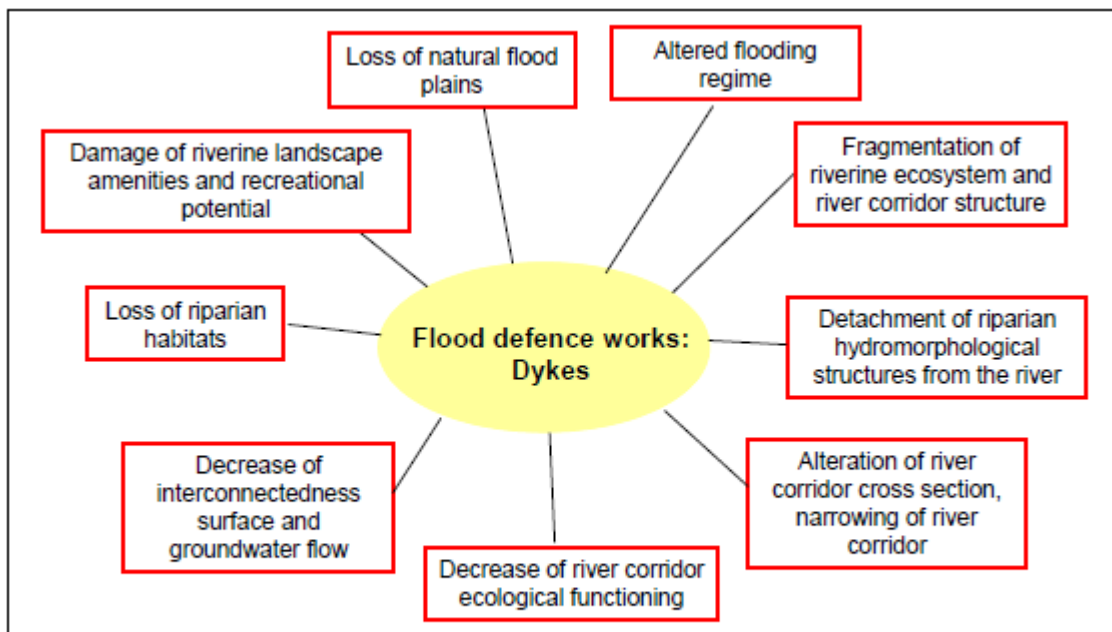 Loss of natural flood
plains
Altered flooding
regime
Damage of riverine landscape
amenities and recreational
potential
Fragmentation of
riverine ecosystem and
river corridor structure
Loss of riparian
habitats
Flood defence works:
Dykes
Detachment of riparian
hydromorphological
structures from the river
Decrease of
interconnectedness
surface and
groundwater flow
Alteration of river
corridor cross section,
narrowing of river
corridor
Decrease of river corridor
ecological functioning